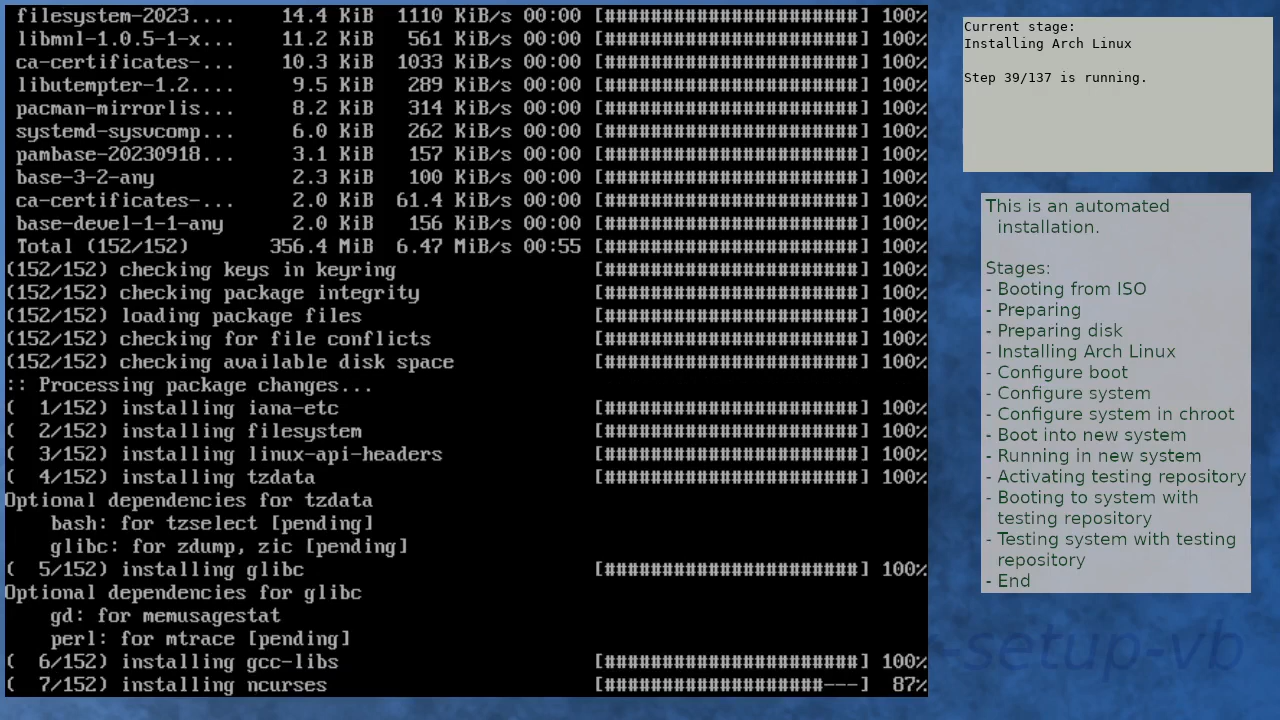 filesystem-2023....     14.4 KiB  1110 KiB/s 00:00 [######################] 100%
libmnl-1.0.5-1-x...     11.2 KiB   561 KiB/s 00:00 [######################] 100%
ca-certificates-...     10.3 KiB  1033 KiB/s 00:00 [######################] 100%
libutempter-1.2....      9.5 KiB   289 KiB/s 00:00 [######################] 100%
pacman-mirrorlis...      8.2 KiB   314 KiB/s 00:00 [######################] 100%
systemd-sysvcomp...      6.0 KiB   262 KiB/s 00:00 [######################] 100%
pambase-20230918...      3.1 KiB   157 KiB/s 00:00 [######################] 100%
base-3-2-any             2.3 KiB   100 KiB/s 00:00 [######################] 100%
ca-certificates-...      2.0 KiB  61.4 KiB/s 00:00 [######################] 100%
base-devel-1-1-any       2.0 KiB   156 KiB/s 00:00 [######################] 100%
Total (152/152)        356.4 MiB  6.47 MiB/s 00:55 [######################] 100%
(152/152) checking keys in keyring                 [######################] 100%
(152/152) checking package integrity               [######################] 100%
(152/152) loading package files                    [######################] 100%
(152/152) checking for file conflicts              [######################] 100%
(152/152) checking available disk space            [######################] 100%
:: Processing package changes...
(  1/152) installing iana-etc                      [######################] 100%
(  2/152) installing filesystem                    [######################] 100%
(  3/152) installing linux-api-headers             [######################] 100%
(  4/152) installing tzdata                        [######################] 100%
Optional dependencies for tzdata
    bash: for tzselect [pending]
    glibc: for zdump, zic [pending]
(  5/152) installing glibc                         [######################] 100%
Optional dependencies for glibc
    gd: for memusagestat
    perl: for mtrace [pending]
(  6/152) installing gcc-libs                      [######################] 100%
(  7/152) installing ncurses                       [###################---]  87%
Current stage:
Installing Arch Linux
Step 39/137 is running.
This is an automated
installation.
Stages:
- Booting from ISO
- Preparing
- Preparing disk
- Installing Arch Linux
- Configure boot
- Configure system
- Configure system in chroot
- Boot into new system
- Running in new system
- Activating testing repository
- Booting to system with
testing repository
- Testing system with testing
repository
- End
-setup-vb